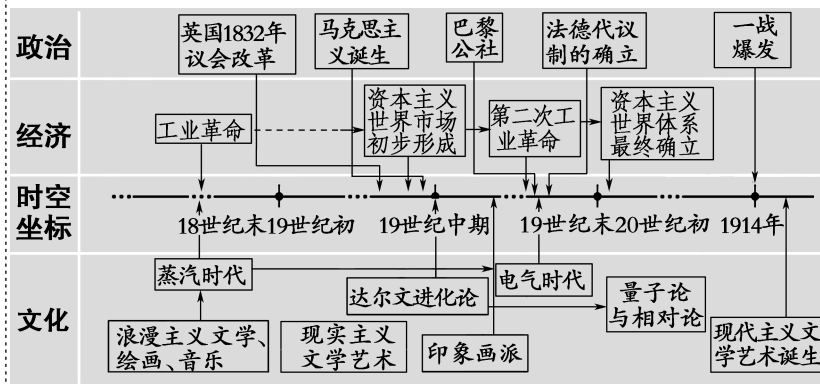 政治
英国1832年
议会改革
马克思主
义诞生
巴黎
公社
法德代议
制的确立
一战
爆发
经济
工业革命
资本主义
世界市场
初步形成
第二次工
业革命
资本主义
世界体系
最终确立
时空
坐标
18世纪末19世纪初
19世纪中期
19世纪末20世纪初
1914年
文化
蒸汽时代
电气时代
达尔文进化论
量子论
与相对论
浪漫主义文学、
绘画、音乐
现实主义
文学艺术
印象画派
现代主义文
学艺术诞生